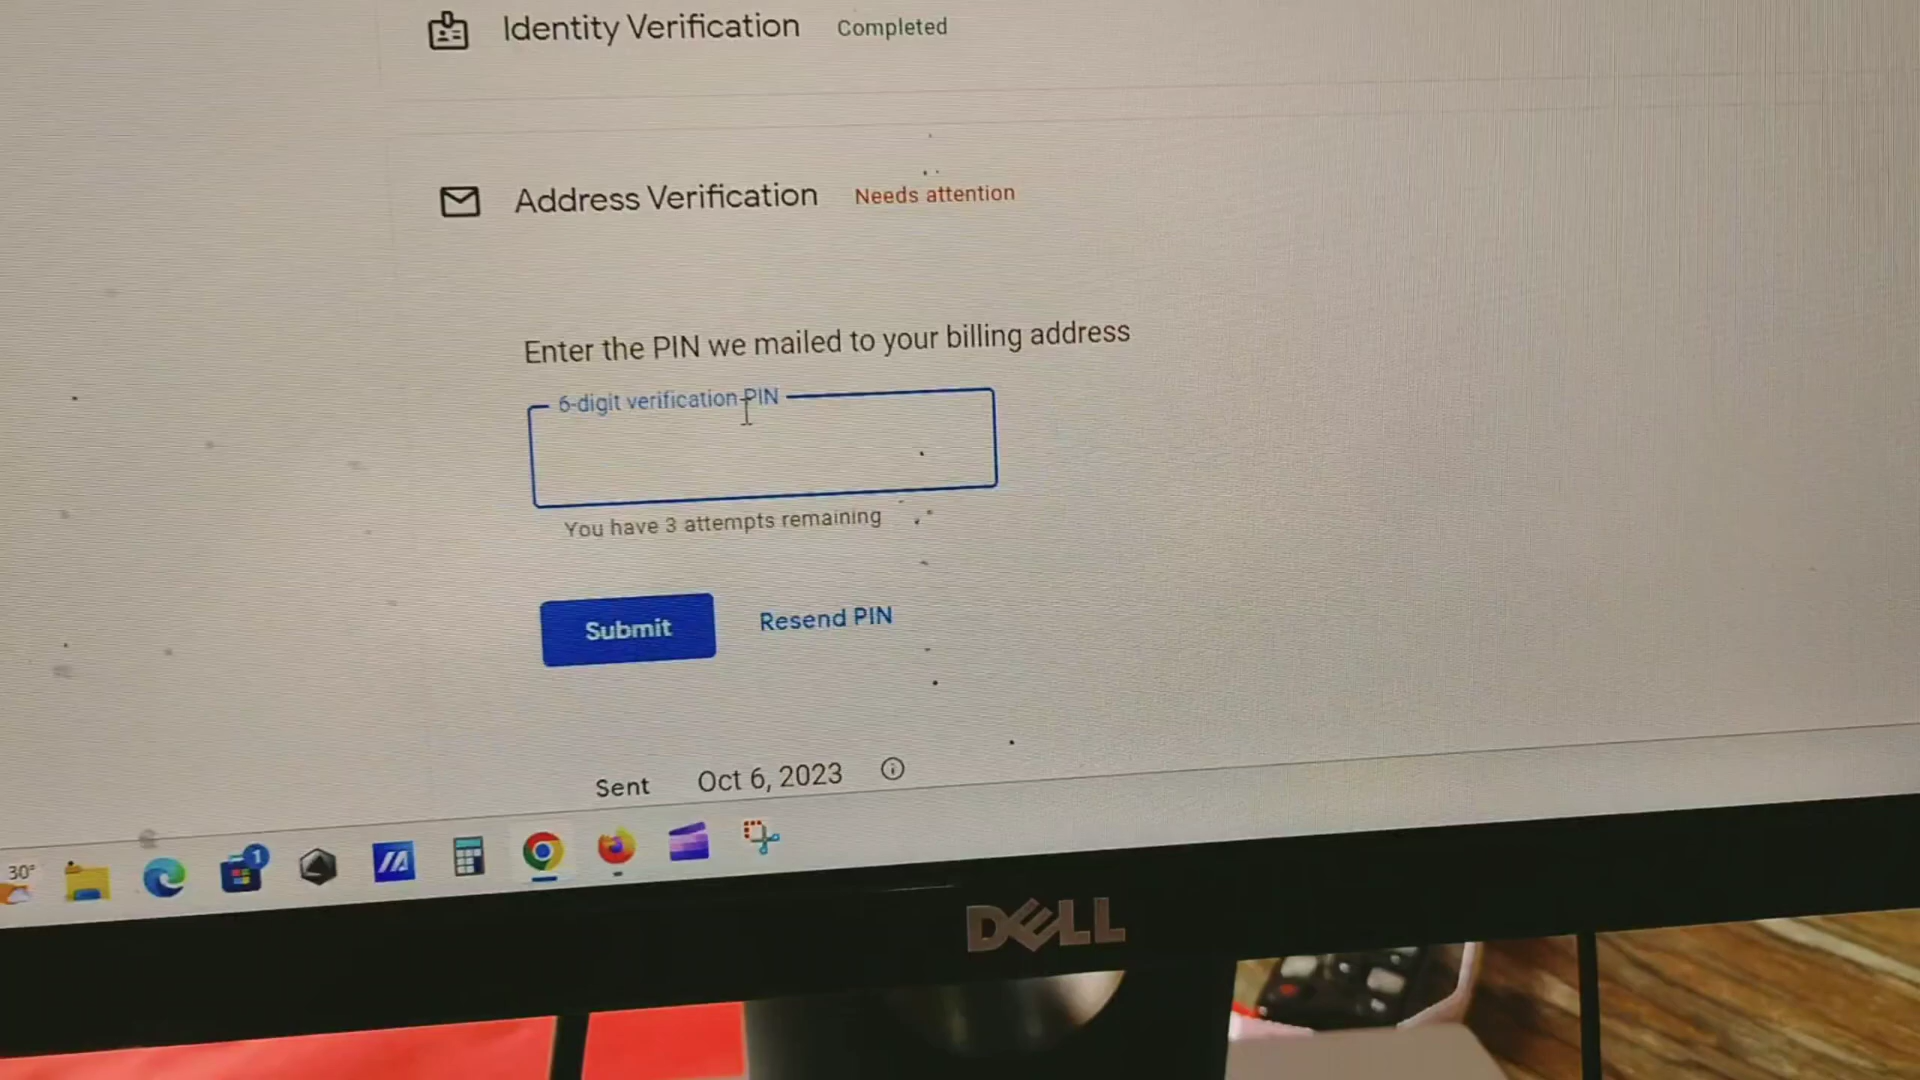 Identity Verification Completed
Address Verification Needs attention
Enter the PIN we mailed to your billing address
6-digit verification PIN
You have 3 attempts remaining
Submit Resend PIN
Sent Oct 6, 2023
30°
1
DELL